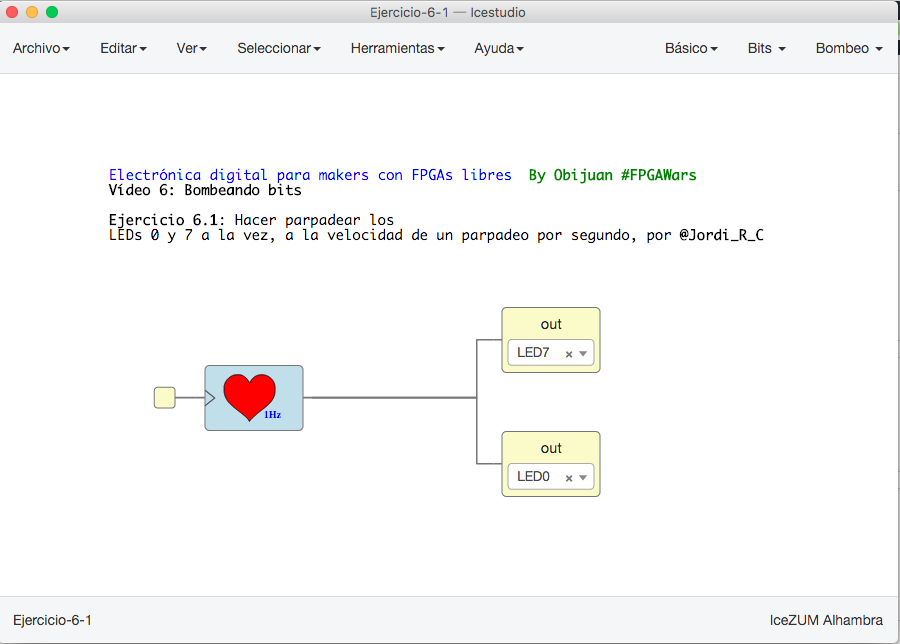 Ejercicio-6-1 — Icestudio
Archivo Editar Ver Seleccionar Herramientas Ayuda Básico Bits Bombeo
Electrónica digital para makers con FPGAs libres By Obijuan #FPGAWars
Vídeo 6: Bombeando bits
Ejercicio 6.1: Hacer parpadear los
LEDs 0 y 7 a la vez, a la velocidad de un parpadeo por segundo, por @Jordi_R_C
out
LED7
1Hz
out
LED0
Ejercicio-6-1 IceZUM Alhambra